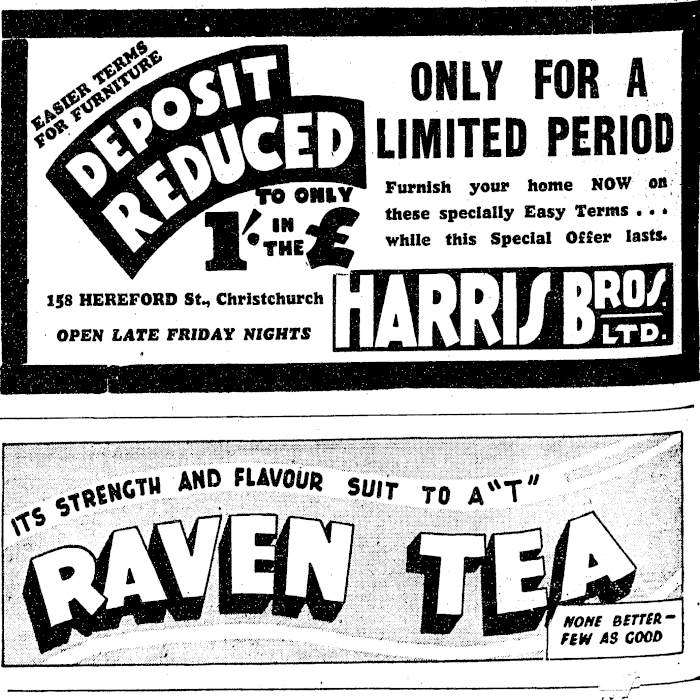 EASIER TERMS
FOR FURNITURE
DEPOSIT
REDUCED
TO ONLY
1/- IN
THE £
158 HEREFORD St., Christchurch
OPEN LATE FRIDAY NIGHTS
ONLY FOR A
LIMITED PERIOD
Furnish your home NOW on
these specially Easy Terms . . .
while this Special Offer lasts.
HARRIS BROS.
LTD.
ITS STRENGTH AND FLAVOUR SUIT TO A "T"
RAVEN TEA
NONE BETTER—
FEW AS GOOD